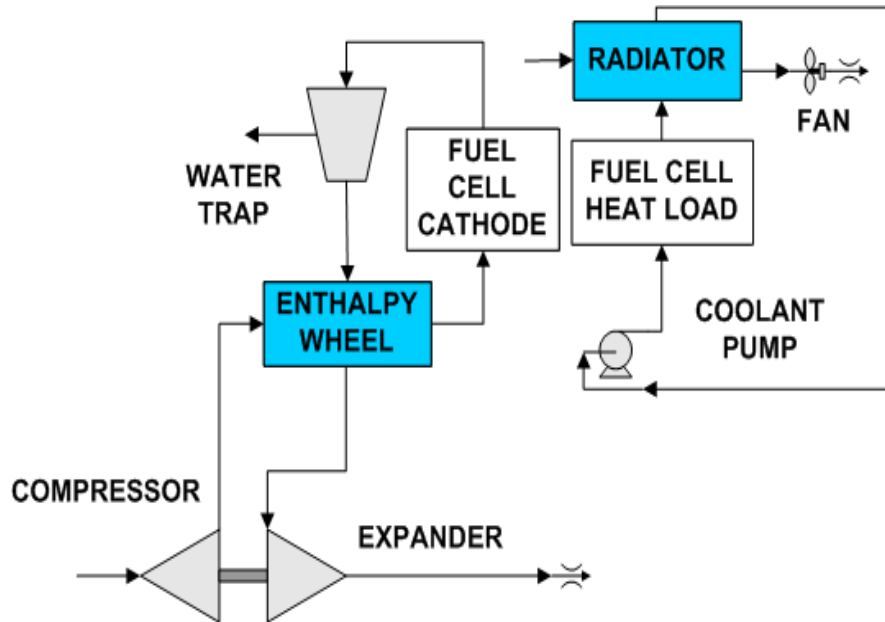 RADIATOR
FAN
FUEL
CELL
CATHODE
FUEL CELL
HEAT LOAD
WATER
TRAP
ENTHALPY
WHEEL
COOLANT
PUMP
COMPRESSOR
EXPANDER